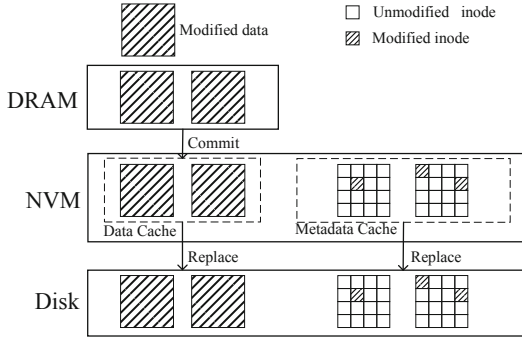 Modified data
Unmodified inode
Modified inode
DRAM
Commit
NVM
Data Cache
Metadata Cache
Replace
Replace
Disk